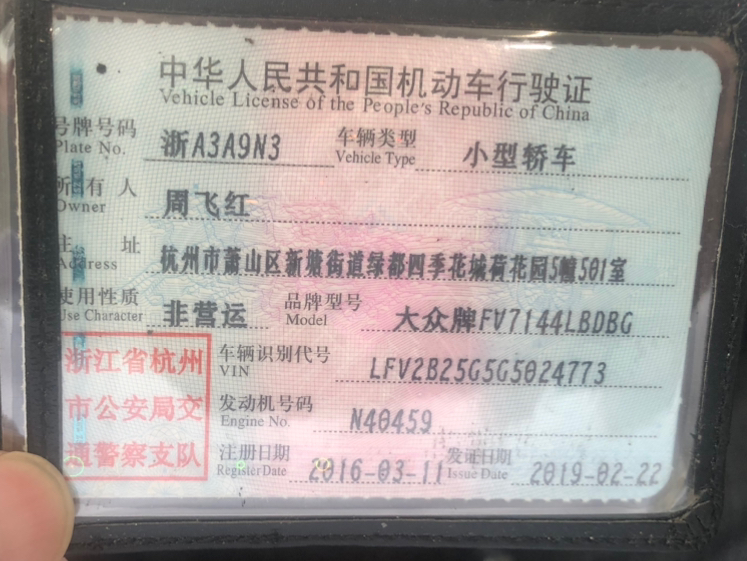 中华人民共和国机动车行驶证
Vehicle License of the People's Republic of China
号牌号码 浙A3A9N3 车辆类型 小型轿车
Plate No. Vehicle Type
所有人 周飞红
Owner
住址 杭州市萧山区新塘街道绿都四季花城荷花园5幢501室
Address
使用性质 非营运 品牌型号 大众牌FV7144LBDBG
Use Character Model
浙江省杭州
市公安局交
通警察支队
车辆识别代号 LFV2B25G5G5024773
VIN
发动机号码 N40459
Engine No.
注册日期 2016-03-11 发证日期 2019-02-22
Register Date Issue Date